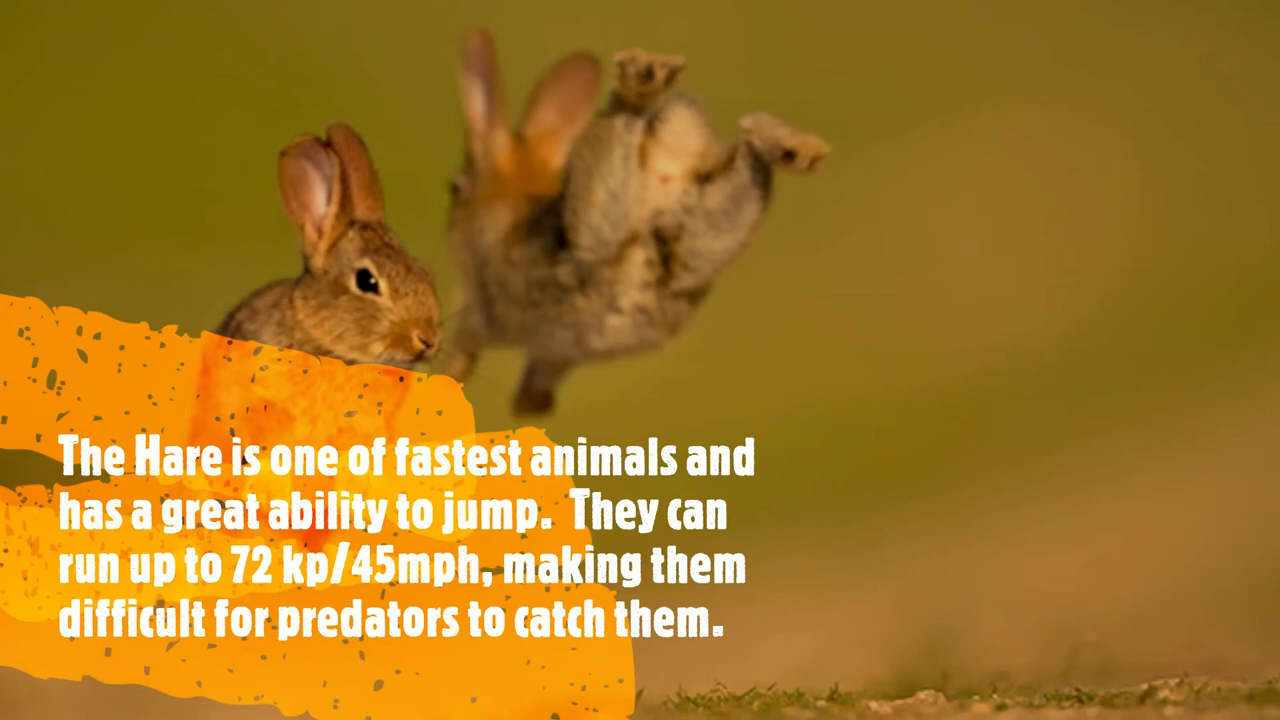 The Hare is one of fastest animals and
has a great ability to jump.  They can
run up to 72 kp/45mph, making them
difficult for predators to catch them.